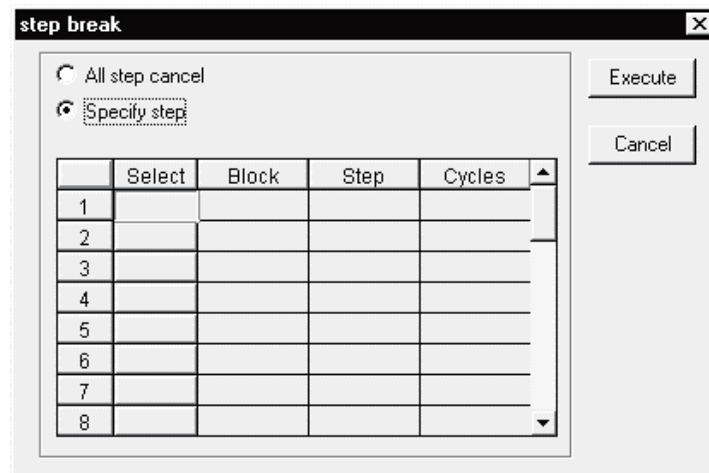 step break
All step cancel
Specify step
Execute
Cancel
Select Block Step Cycles
1
2
3
4
5
6
7
8